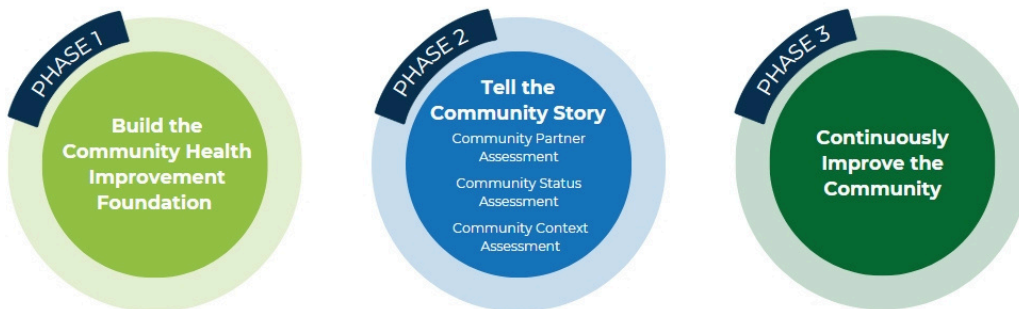 PHASE 1
Build the
Community Health
Improvement
Foundation
PHASE 2
Tell the
Community Story
Community Partner
Assessment
Community Status
Assessment
Community Context
Assessment
PHASE 3
Continuously
Improve the
Community